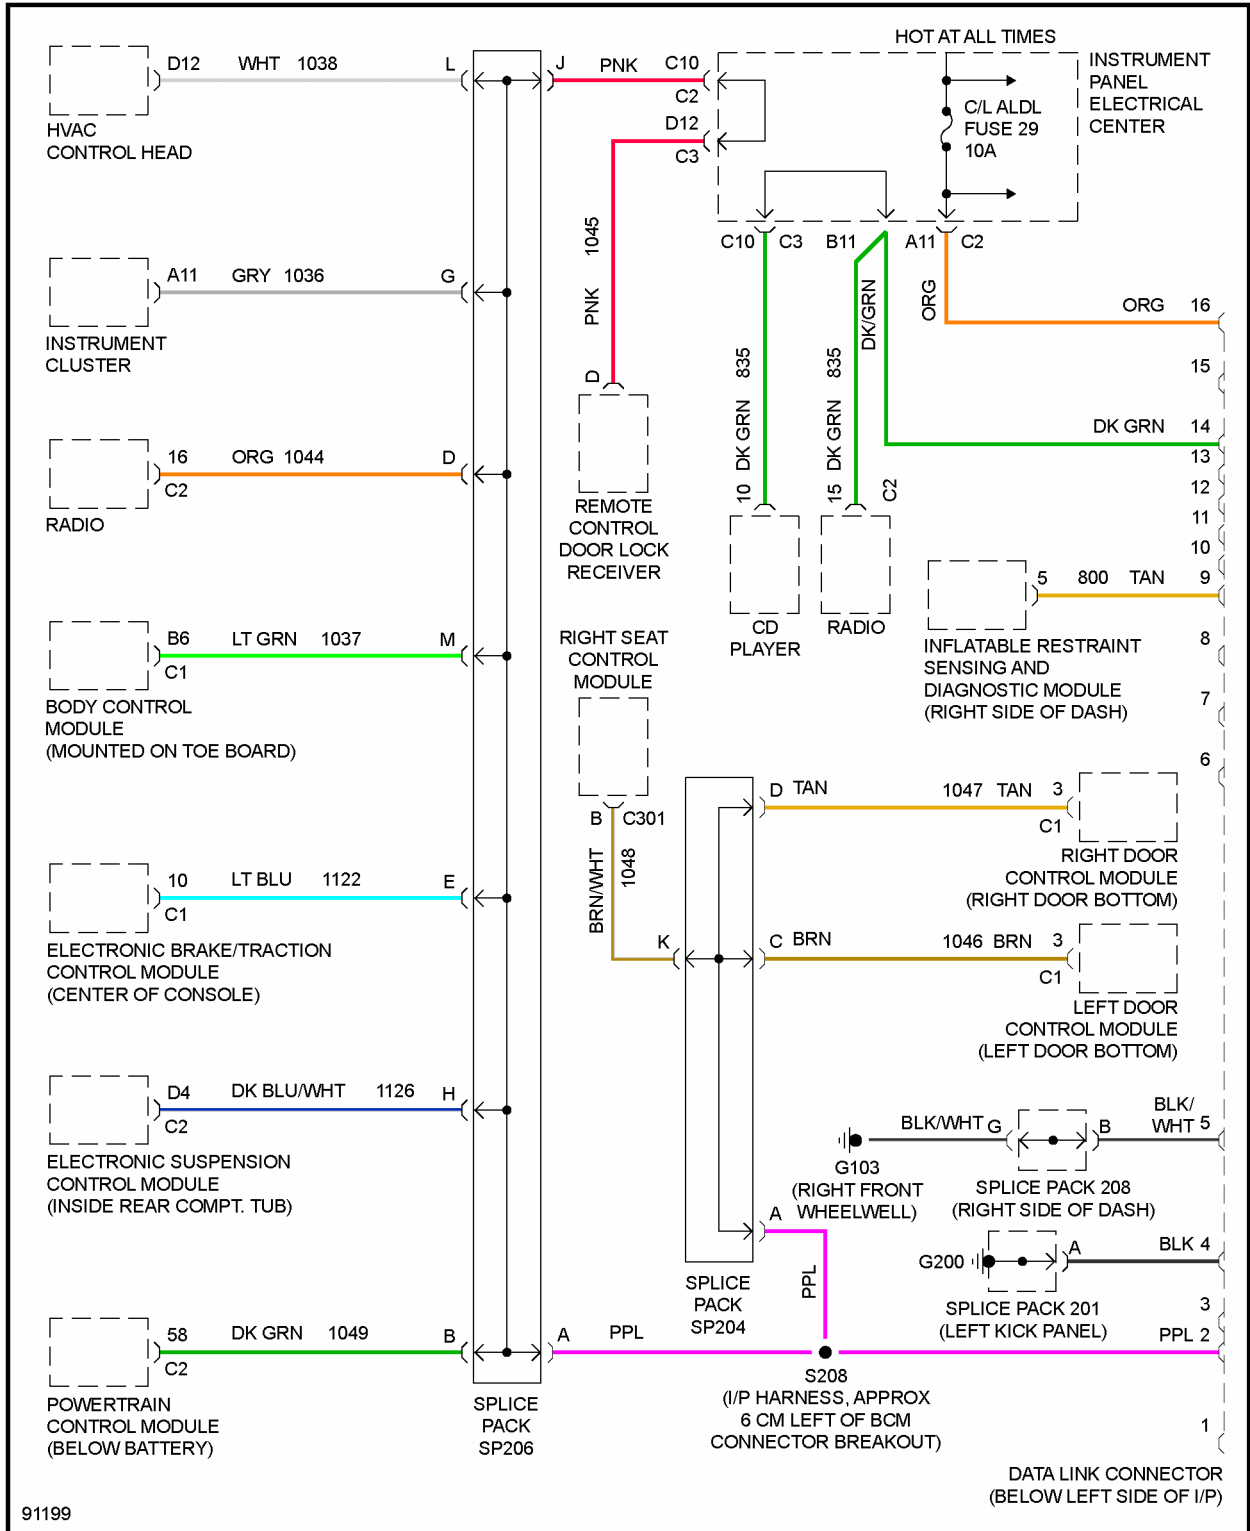 HOT AT ALL TIMES
INSTRUMENT
PANEL
ELECTRICAL
CENTER
C/L ALDL
FUSE 29
10A
D12 WHT 1038 L
HVAC
CONTROL HEAD
J PNK C10
C2
D12
C3
PNK 1045
D
REMOTE
CONTROL
DOOR LOCK
RECEIVER
C10 C3 B11 A11 C2
DK/GRN
ORG
ORG 16
15
DK GRN 14
13
12
11
10
10 DK GRN 835
15 DK GRN 835
C2
CD
PLAYER
RADIO
5 800 TAN 9
INFLATABLE RESTRAINT
SENSING AND
DIAGNOSTIC MODULE
(RIGHT SIDE OF DASH)
8
7
6
A11 GRY 1036 G
INSTRUMENT
CLUSTER
16 ORG 1044 D
C2
RADIO
B6 LT GRN 1037 M
C1
BODY CONTROL
MODULE
(MOUNTED ON TOE BOARD)
RIGHT SEAT
CONTROL
MODULE
B C301
BRN/WHT 1048
K
D TAN 1047 TAN 3
C1
RIGHT DOOR
CONTROL MODULE
(RIGHT DOOR BOTTOM)
C BRN 1046 BRN 3
C1
LEFT DOOR
CONTROL MODULE
(LEFT DOOR BOTTOM)
10 LT BLU 1122 E
C1
ELECTRONIC BRAKE/TRACTION
CONTROL MODULE
(CENTER OF CONSOLE)
D4 DK BLU/WHT 1126 H
C2
ELECTRONIC SUSPENSION
CONTROL MODULE
(INSIDE REAR COMPT. TUB)
BLK/WHT G B BLK/
WHT 5
G103
(RIGHT FRONT
WHEELWELL)
SPLICE PACK 208
(RIGHT SIDE OF DASH)
A
PPL
G200 A BLK 4
SPLICE PACK 201
(LEFT KICK PANEL)
SPLICE
PACK
SP204
3
58 DK GRN 1049 B
C2
POWERTRAIN
CONTROL MODULE
(BELOW BATTERY)
A PPL PPL 2
S208
(I/P HARNESS, APPROX
6 CM LEFT OF BCM
CONNECTOR BREAKOUT)
SPLICE
PACK
SP206
1
DATA LINK CONNECTOR
(BELOW LEFT SIDE OF I/P)
91199